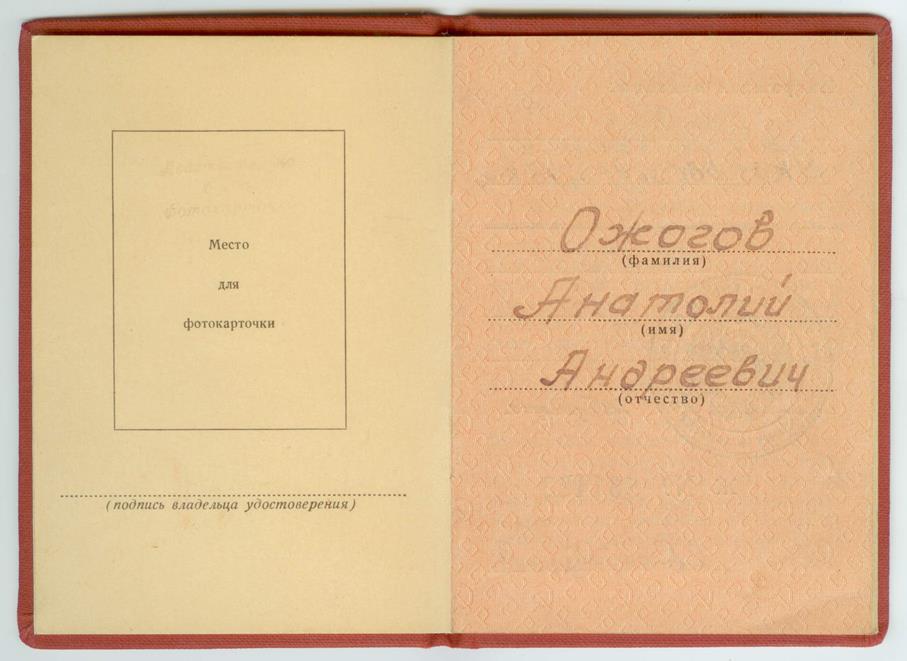 Место
для
фотокарточки
(подпись владельца удостоверения)
Ожогов
(фамилия)
Анатолий
(имя)
Андреевич
(отчество)